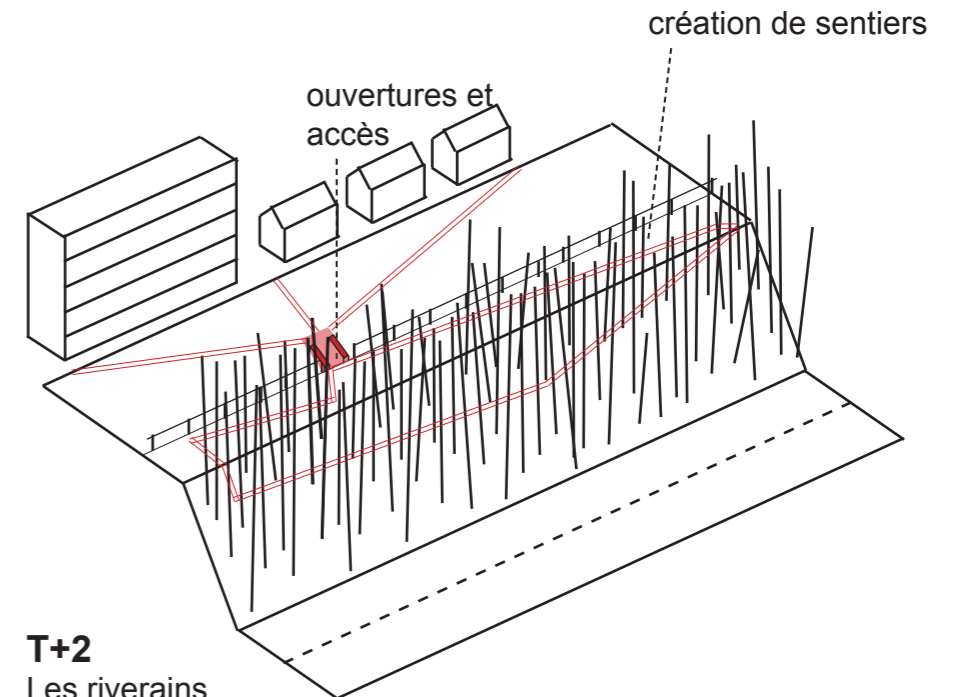 création de sentiers
ouvertures et
accès
T+2
Les riverains